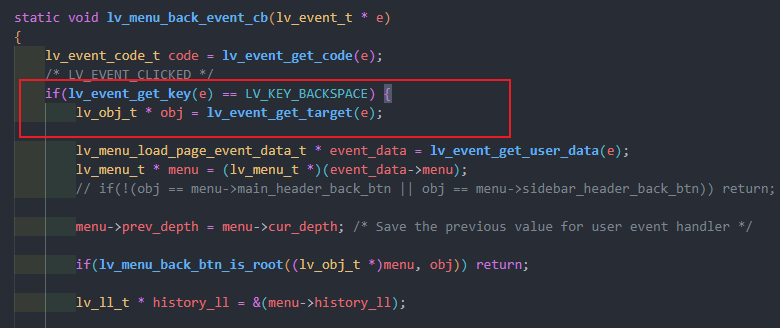 static void lv_menu_back_event_cb(lv_event_t * e)
{
lv_event_code_t code = lv_event_get_code(e);
/* LV_EVENT_CLICKED */
if(lv_event_get_key(e) == LV_KEY_BACKSPACE) {
lv_obj_t * obj = lv_event_get_target(e);
lv_menu_load_page_event_data_t * event_data = lv_event_get_user_data(e);
lv_menu_t * menu = (lv_menu_t *)(event_data->menu);
// if(!(obj == menu->main_header_back_btn || obj == menu->sidebar_header_back_btn)) return;
menu->prev_depth = menu->cur_depth; /* Save the previous value for user event handler */
if(lv_menu_back_btn_is_root((lv_obj_t *)menu, obj)) return;
lv_ll_t * history_ll = &(menu->history_ll);